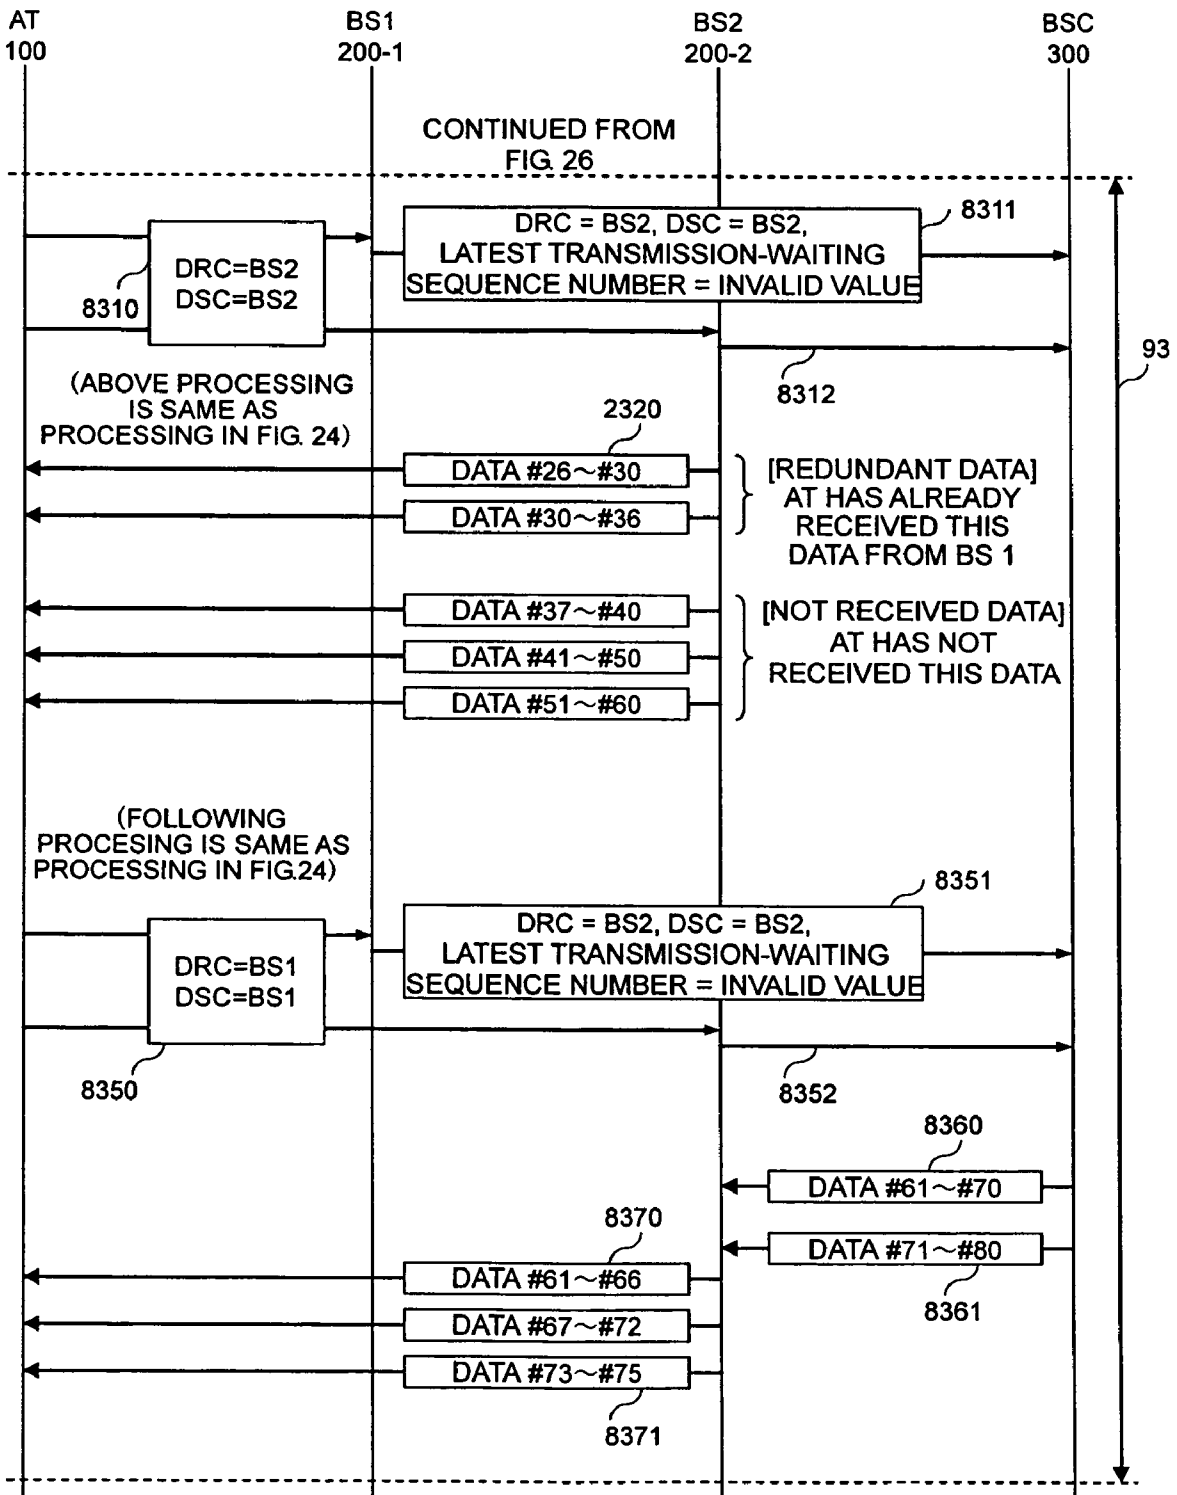 AT
100
BS1
200-1
BS2
200-2
BSC
300
CONTINUED FROM
FIG. 26
8311
DRC = BS2, DSC = BS2,
LATEST TRANSMISSION-WAITING
SEQUENCE NUMBER = INVALID VALUE
DRC=BS2
DSC=BS2
8310
8312
93
(ABOVE PROCESSING
IS SAME AS
PROCESSING IN FIG. 24)
2320
DATA #26~#30
DATA #30~#36
[REDUNDANT DATA]
AT HAS ALREADY
RECEIVED THIS
DATA FROM BS 1
DATA #37~#40
DATA #41~#50
DATA #51~#60
[NOT RECEIVED DATA]
AT HAS NOT
RECEIVED THIS DATA
(FOLLOWING
PROCESING IS SAME AS
PROCESSING IN FIG.24)
8351
DRC = BS2, DSC = BS2,
LATEST TRANSMISSION-WAITING
SEQUENCE NUMBER = INVALID VALUE
DRC=BS1
DSC=BS1
8350
8352
8360
DATA #61~#70
DATA #71~#80
8361
8370
DATA #61~#66
DATA #67~#72
DATA #73~#75
8371